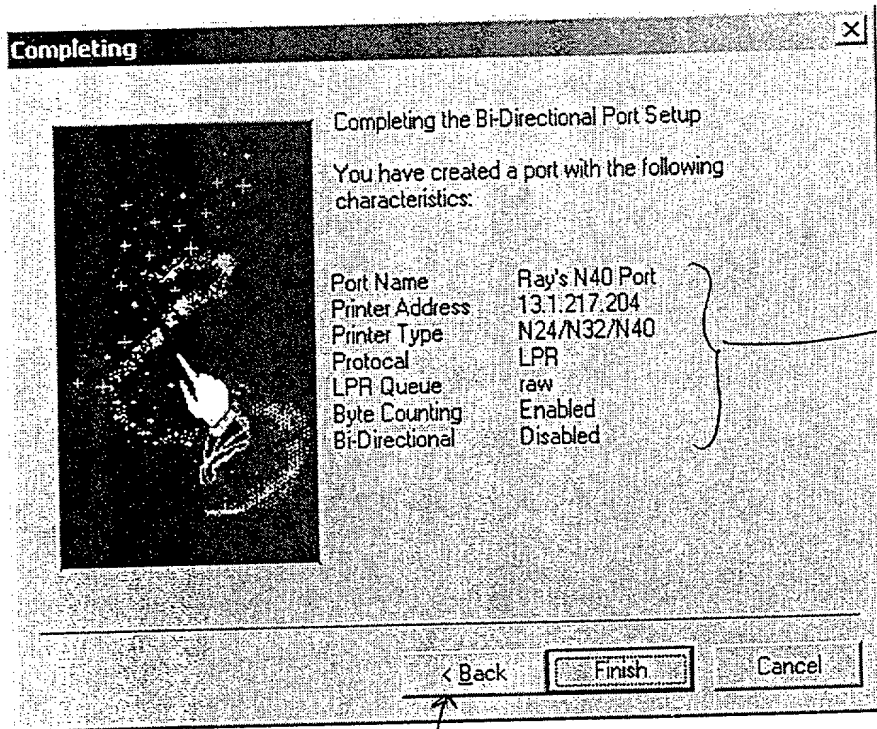 Completing
Completing the Bi-Directional Port Setup
You have created a port with the following
characteristics:
Port Name Ray's N40 Port
Printer Address 13.1.217.204
Printer Type N24/N32/N40
Protocal LPR
LPR Queue raw
Byte Counting Enabled
Bi-Directional Disabled
< Back Finish Cancel